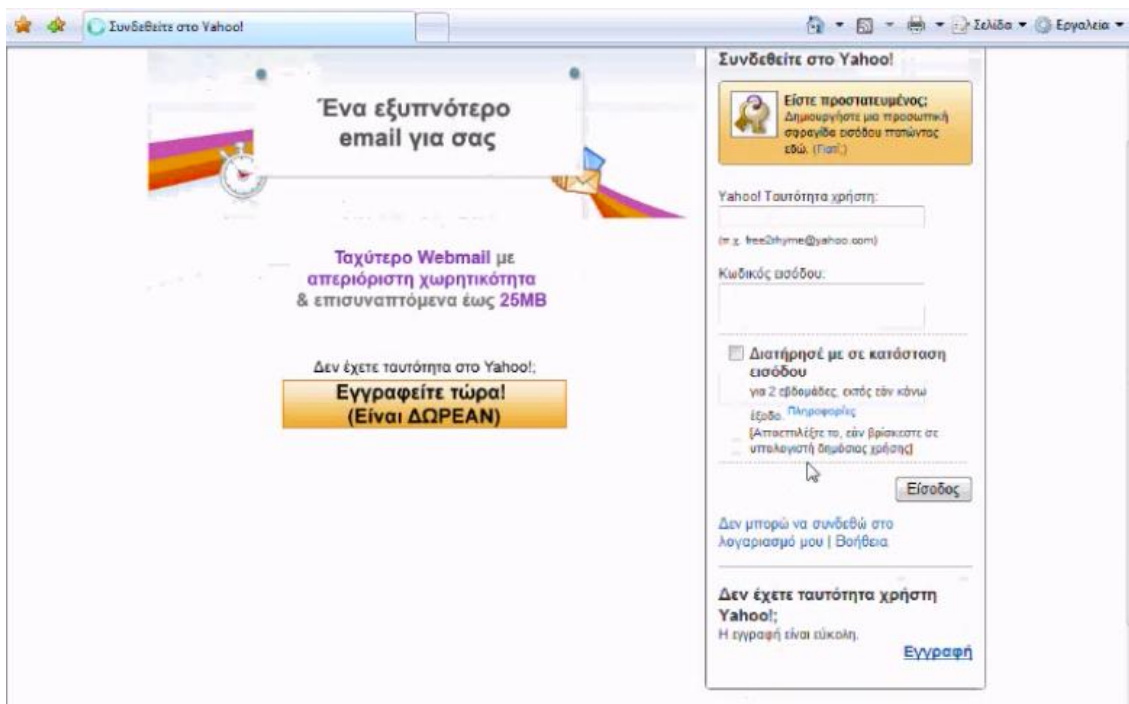 Συνδεθείτε στο Yahoo!
Σελίδα
Εργαλεία
Ένα εξυπνότερο
email για σας
Ταχύτερο Webmail με
απεριόριστη χωρητικότητα
& επισυναπτόμενα έως 25MB
Δεν έχετε ταυτότητα στο Yahoo!;
Εγγραφείτε τώρα!
(Είναι ΔΩΡΕΑΝ)
Συνδεθείτε στο Yahoo!
Είστε προστατευμένος;
Δημιουργήστε μια προσωπική
σφραγίδα εισόδου πατώντας
εδώ. (Γιατί;)
Yahoo! Ταυτότητα χρήστη:
(π.χ. free2rhyme@yahoo.com)
Κωδικός εισόδου:
Διατήρησέ με σε κατάσταση
εισόδου
για 2 εβδομάδες, εκτός εάν κάνω
έξοδο. Πληροφορίες
[Αποεπιλέξτε το, εάν βρίσκεστε σε
υπολογιστή δημόσιας χρήσης]
Είσοδος
Δεν μπορώ να συνδεθώ στο
λογαριασμό μου | Βοήθεια
Δεν έχετε ταυτότητα χρήστη
Yahoo!;
Η εγγραφή είναι εύκολη.
Εγγραφή